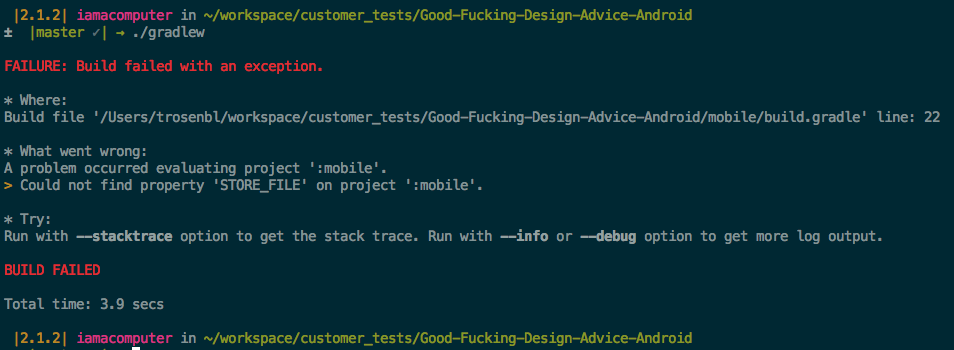 |2.1.2| iamacomputer in ~/workspace/customer_tests/Good-Fucking-Design-Advice-Android
± |master ✓| → ./gradlew
FAILURE: Build failed with an exception.
* Where:
Build file '/Users/trosenbl/workspace/customer_tests/Good-Fucking-Design-Advice-Android/mobile/build.gradle' line: 22
* What went wrong:
A problem occurred evaluating project ':mobile'.
> Could not find property 'STORE_FILE' on project ':mobile'.
* Try:
Run with --stacktrace option to get the stack trace. Run with --info or --debug option to get more log output.
BUILD FAILED
Total time: 3.9 secs
|2.1.2| iamacomputer in ~/workspace/customer_tests/Good-Fucking-Design-Advice-Android